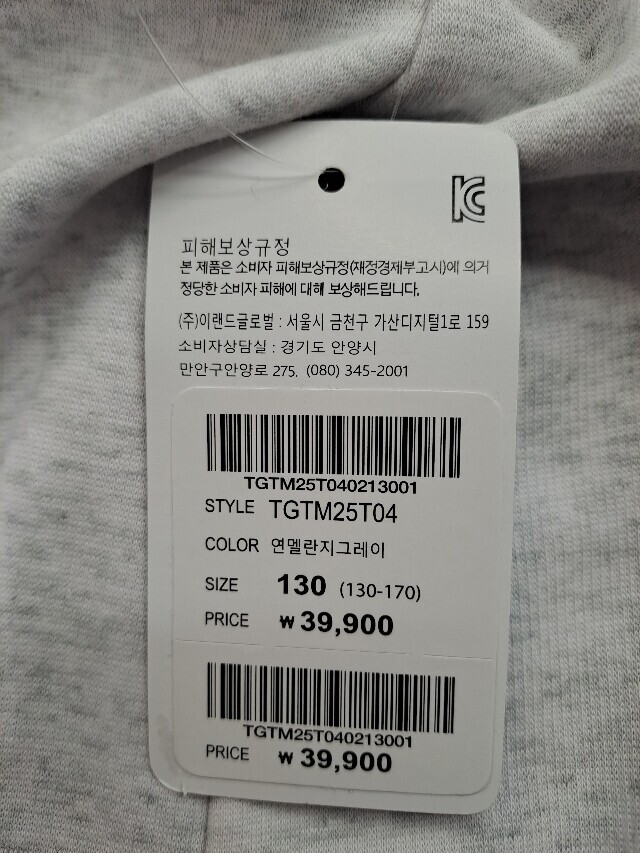 KC
피해보상규정
본 제품은 소비자 피해보상규정(재정경제부.고시)에 의거
정당한 소비자 피해에 대해 보상해드립니다.
(주)이랜드글로벌 : 서울시 금천구 가산디지털1로 159
소비자상담실 : 경기도 안양시
만안구안양로 275, (080) 345-2001
TGTM25T040213001
STYLE TGTM25T04
COLOR 연멜란지그레이
SIZE 130 (130-170)
PRICE ₩ 39,900
TGTM25T040213001
PRICE ₩ 39,900